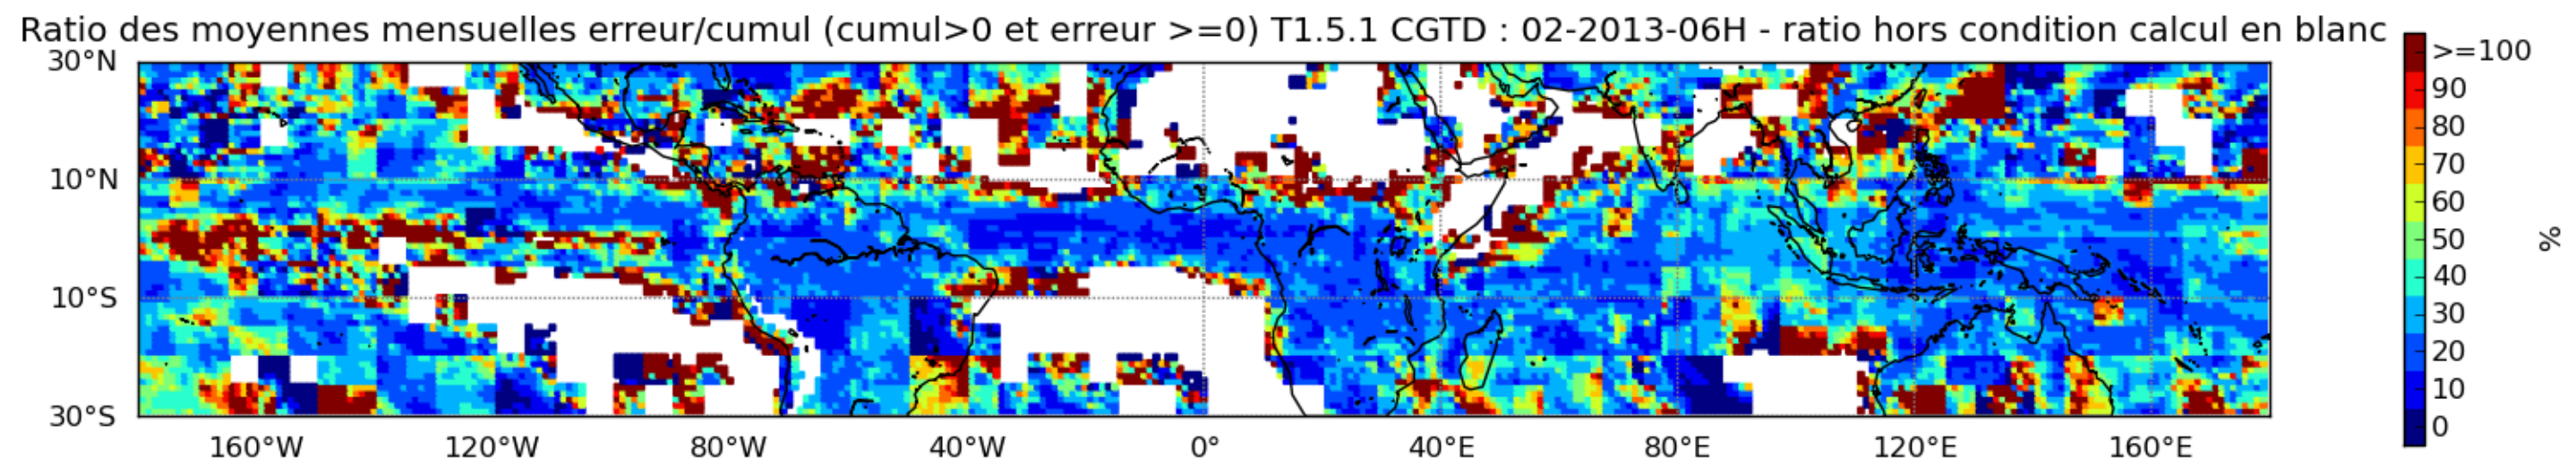 Ratio des moyennes mensuelles erreur/cumul (cumul>0 et erreur >=0) T1.5.1 CGTD : 02-2013-06H - ratio hors condition calcul en blanc
30°N
10°N
10°S
30°S
160°W 120°W 80°W 40°W 0° 40°E 80°E 120°E 160°E
>=100
90
80
70
60
50
40
30
20
10
0
%